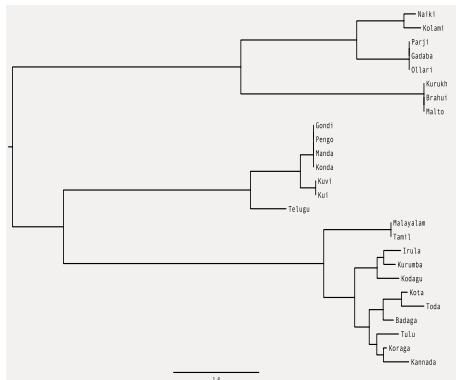 Naiki
Kolami
Parji
Gadaba
Ollari
Kurukh
Brahui
Malto
Gondi
Pengo
Manda
Konda
Kuvi
Kui
Telugu
Malayalam
Tamil
Irula
Kurumba
Kodagu
Kota
Toda
Badaga
Tulu
Koraga
Kannada